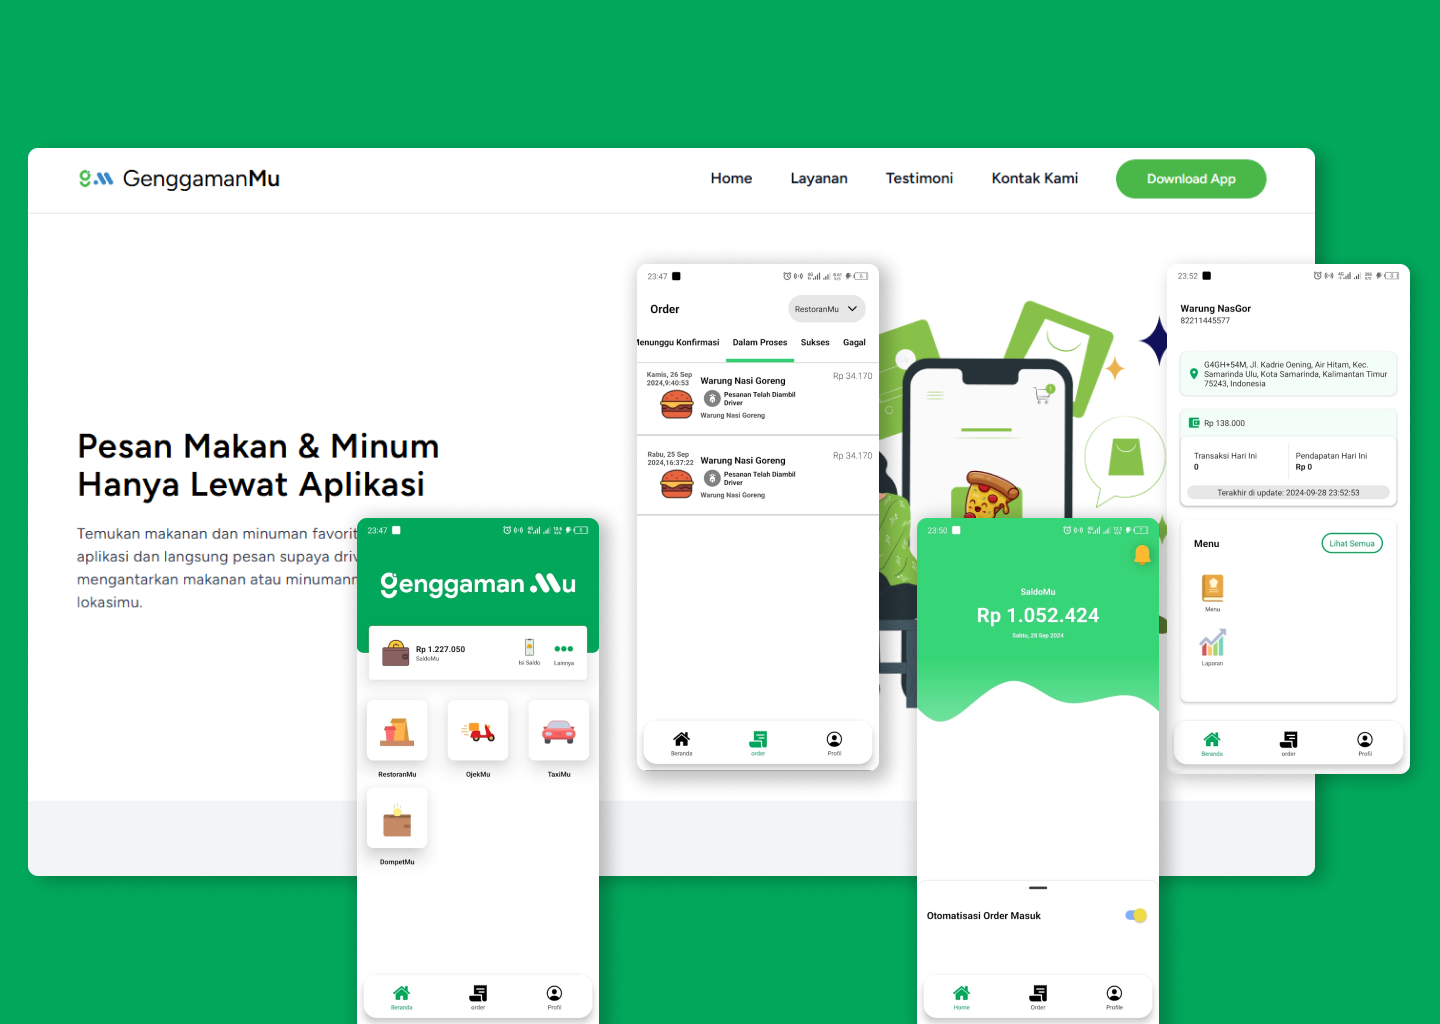 GenggamanMu
Home
Layanan
Testimoni
Kontak Kami
Download App
Pesan Makan & Minum
Hanya Lewat Aplikasi
Temukan makanan dan minuman favorit
aplikasi dan langsung pesan supaya driv
mengantarkan makanan atau minumann
lokasimu.
23:47
Order
RestoranMu
Menunggu Konfirmasi
Dalam Proses
Sukses
Gagal
Kamis, 26 Sep
2024,9:40:53
Warung Nasi Goreng
Rp 34.170
Pesanan Telah Diambil
Driver
Warung Nasi Goreng
Rabu, 25 Sep
2024,16:37:22
Warung Nasi Goreng
Rp 34.170
Pesanan Telah Diambil
Driver
Warung Nasi Goreng
Beranda
order
Profil
23:52
Warung NasGor
82211445577
G4GH+54M, Jl. Kadrie Oening, Air Hitam, Kec.
Samarinda Ulu, Kota Samarinda, Kalimantan Timur
75243, Indonesia
Rp 138.000
Transaksi Hari Ini
0
Pendapatan Hari Ini
Rp 0
Terakhir di update: 2024-09-28 23:52:53
Menu
Lihat Semua
Menu
Laporan
Beranda
order
Profil
23:47
genggaman Mu
Rp 1.227.050
SaldoMu
Isi Saldo
Lainnya
RestoranMu
OjekMu
TaxiMu
DompetMu
Beranda
order
Profil
23:50
SaldoMu
Rp 1.052.424
Sabtu, 28 Sep 2024
Otomatisasi Order Masuk
Home
Order
Profile